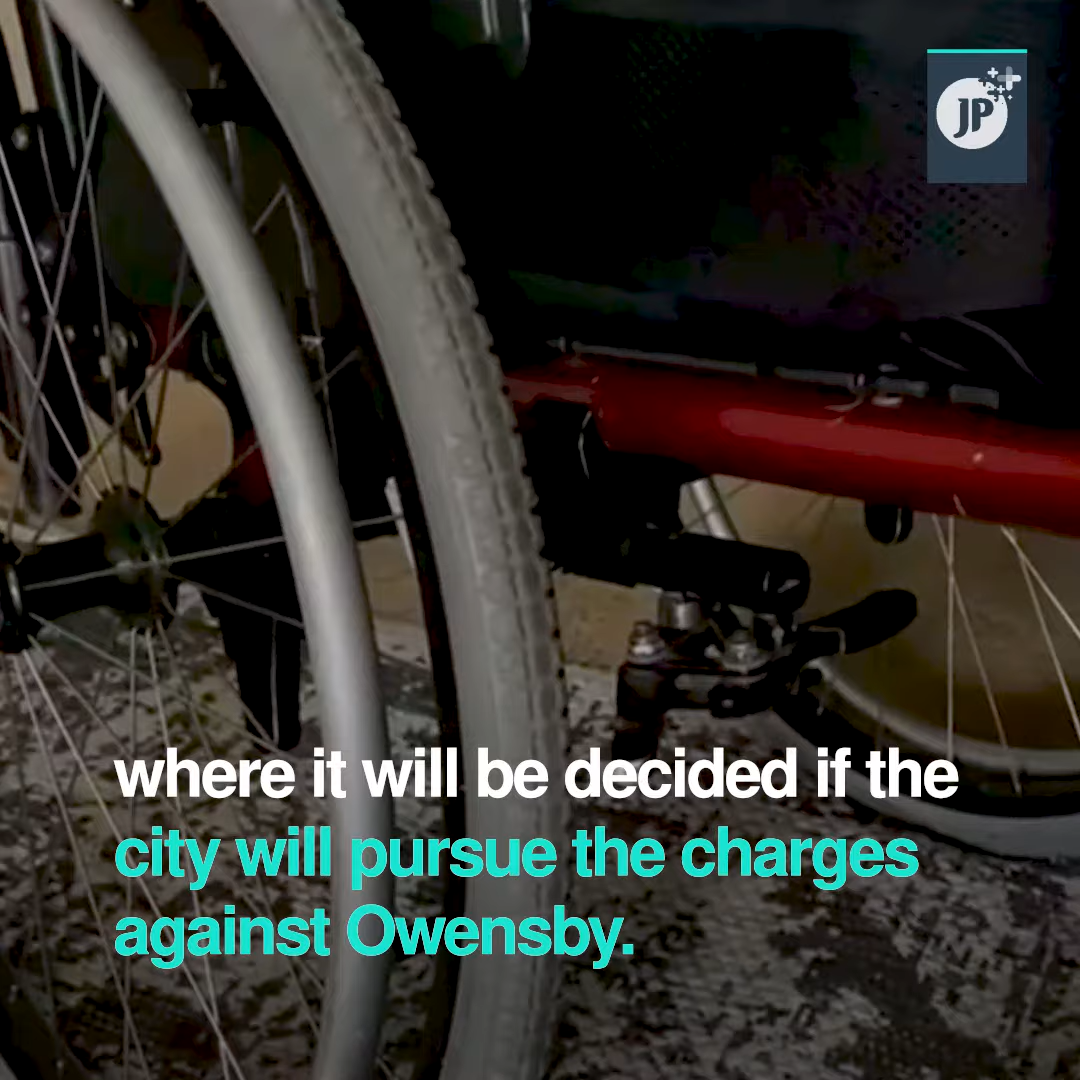 JP
where it will be decided if the
city will pursue the charges
against Owensby.